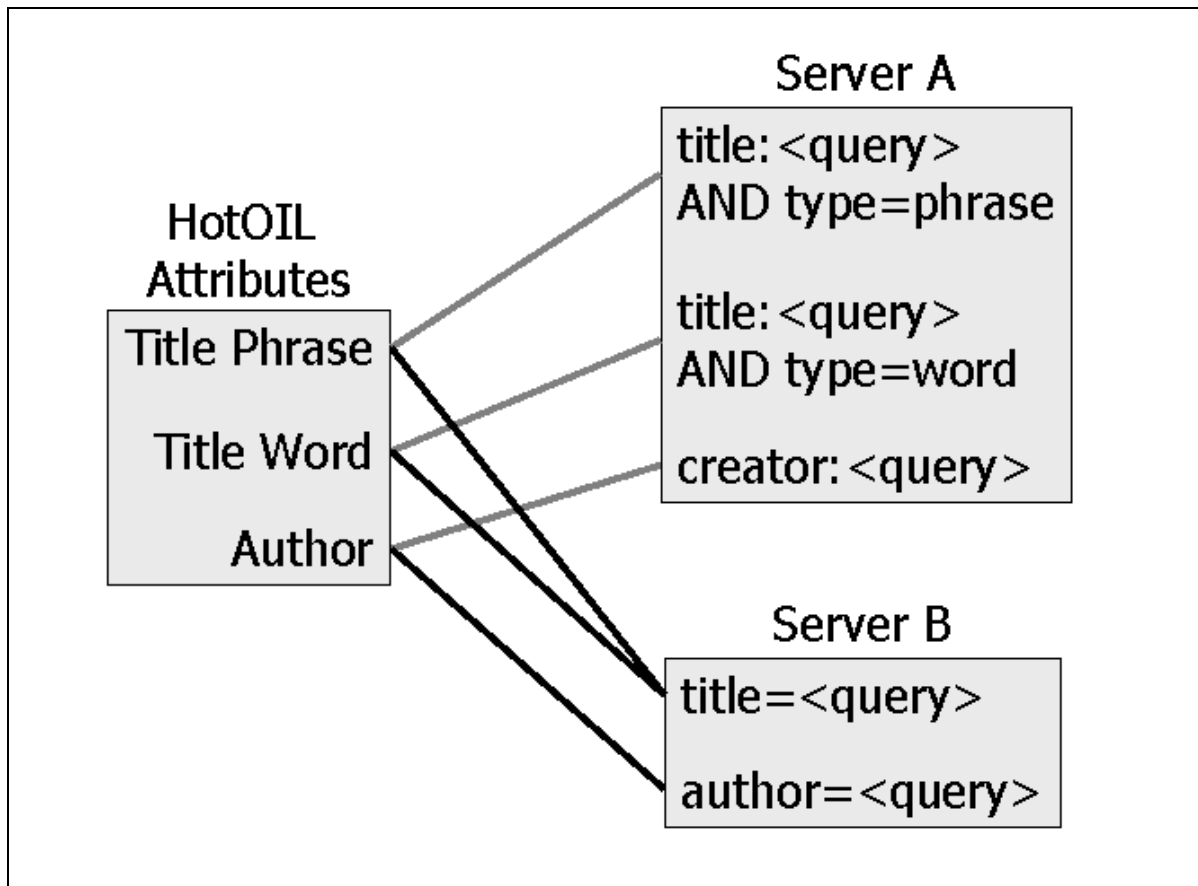 HotOIL
Attributes
Title Phrase
Title Word
Author
Server A
title:<query>
AND type=phrase
title:<query>
AND type=word
creator:<query>
Server B
title=<query>
author=<query>